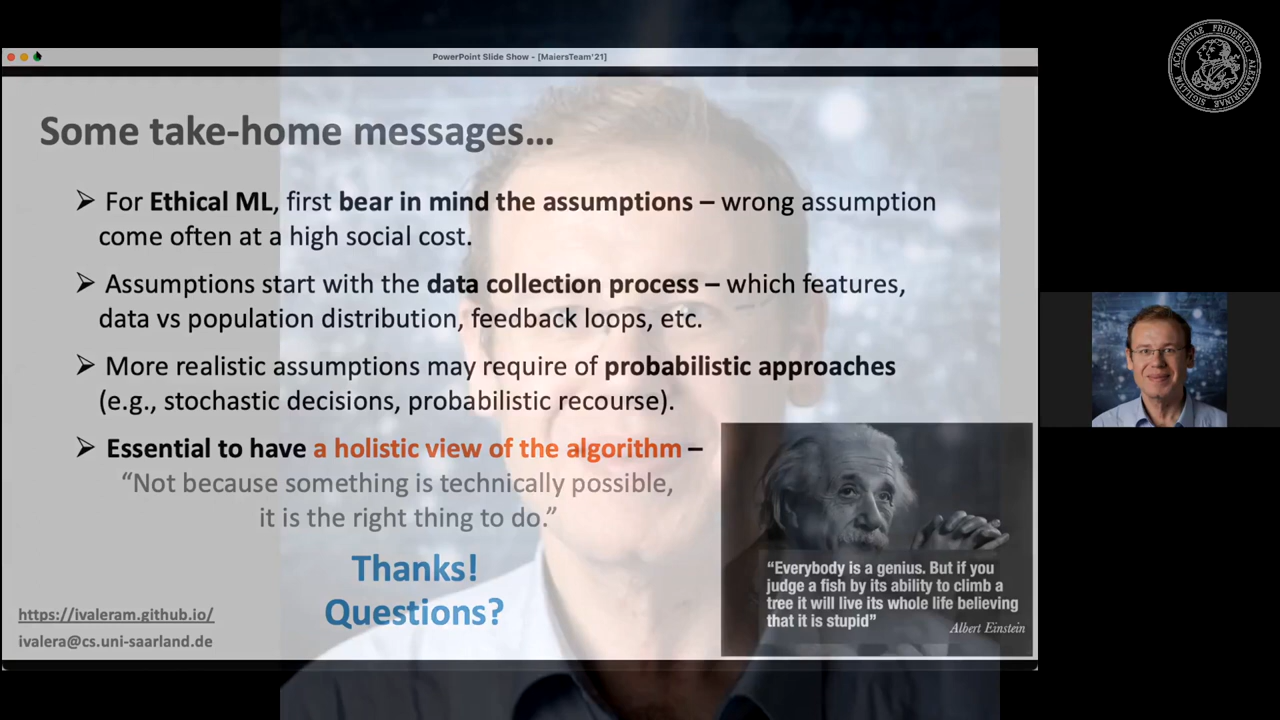 PowerPoint Slide Show - [MaiersTeam'21]
Some take-home messages…
➢ For Ethical ML, first bear in mind the assumptions – wrong assumption
come often at a high social cost.
➢ Assumptions start with the data collection process – which features,
data vs population distribution, feedback loops, etc.
➢ More realistic assumptions may require of probabilistic approaches
(e.g., stochastic decisions, probabilistic recourse).
➢ Essential to have a holistic view of the algorithm –
“Not because something is technically possible,
it is the right thing to do.”
Thanks!
Questions?
https://ivaleram.github.io/
ivalera@cs.uni-saarland.de
“Everybody is a genius. But if you
judge a fish by its ability to climb a
tree it will live its whole life believing
that it is stupid”
Albert Einstein
ACADEMIAE FRIDERICO ALEXANDRINAE SIGILLVM